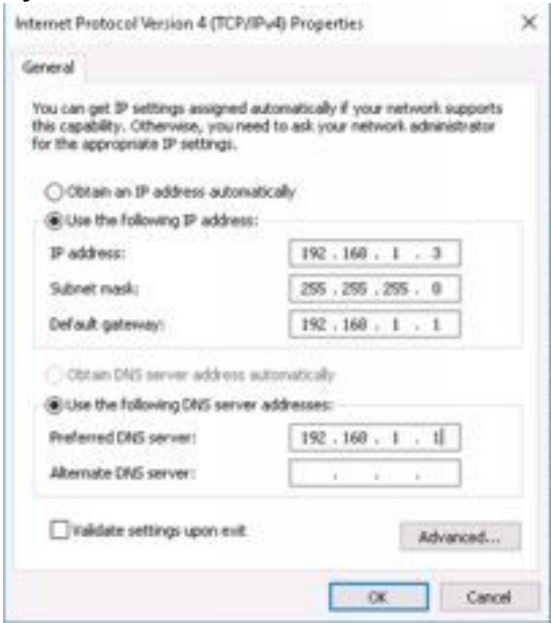 Internet Protocol Version 4 (TCP/IPv4) Properties
General
You can get IP settings assigned automatically if your network supports
this capability. Otherwise, you need to ask your network administrator
for the appropriate IP settings.
Obtain an IP address automatically
Use the following IP address:
IP address: 192 . 168 . 1 . 3
Subnet mask: 255 . 255 . 255 . 0
Default gateway: 192 . 168 . 1 . 1
Obtain DNS server address automatically
Use the following DNS server addresses:
Preferred DNS server: 192 . 168 . 1 . 1
Alternate DNS server: . . .
Validate settings upon exit
Advanced...
OK Cancel